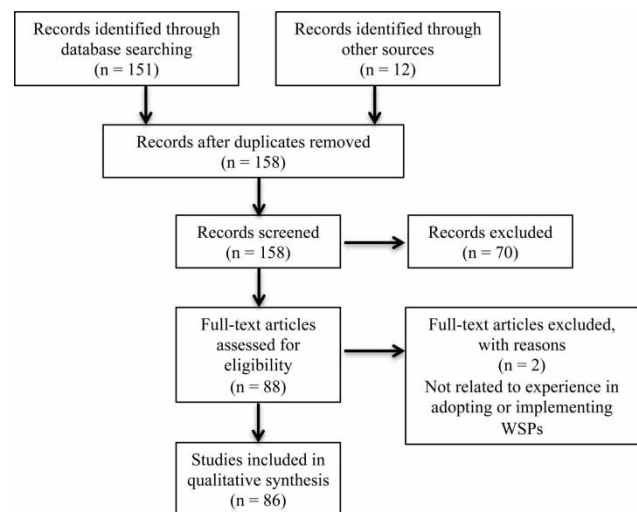 Records identified through
database searching
(n = 151)
Records identified through
other sources
(n = 12)
Records after duplicates removed
(n = 158)
Records screened
(n = 158)
Records excluded
(n = 70)
Full-text articles
assessed for
eligibility
(n = 88)
Full-text articles excluded,
with reasons
(n = 2)
Not related to experience in
adopting or implementing
WSPs
Studies included in
qualitative synthesis
(n = 86)